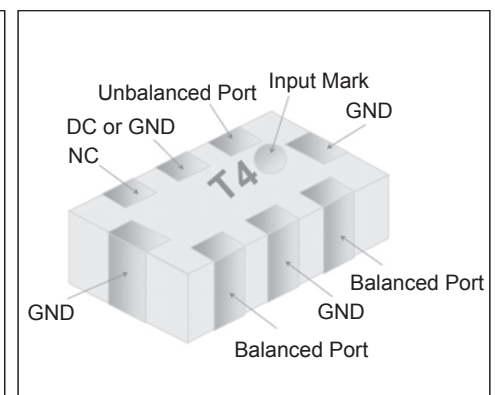 Input Mark
Unbalanced Port
GND
DC or GND
NC
T4
Balanced Port
GND
GND
Balanced Port